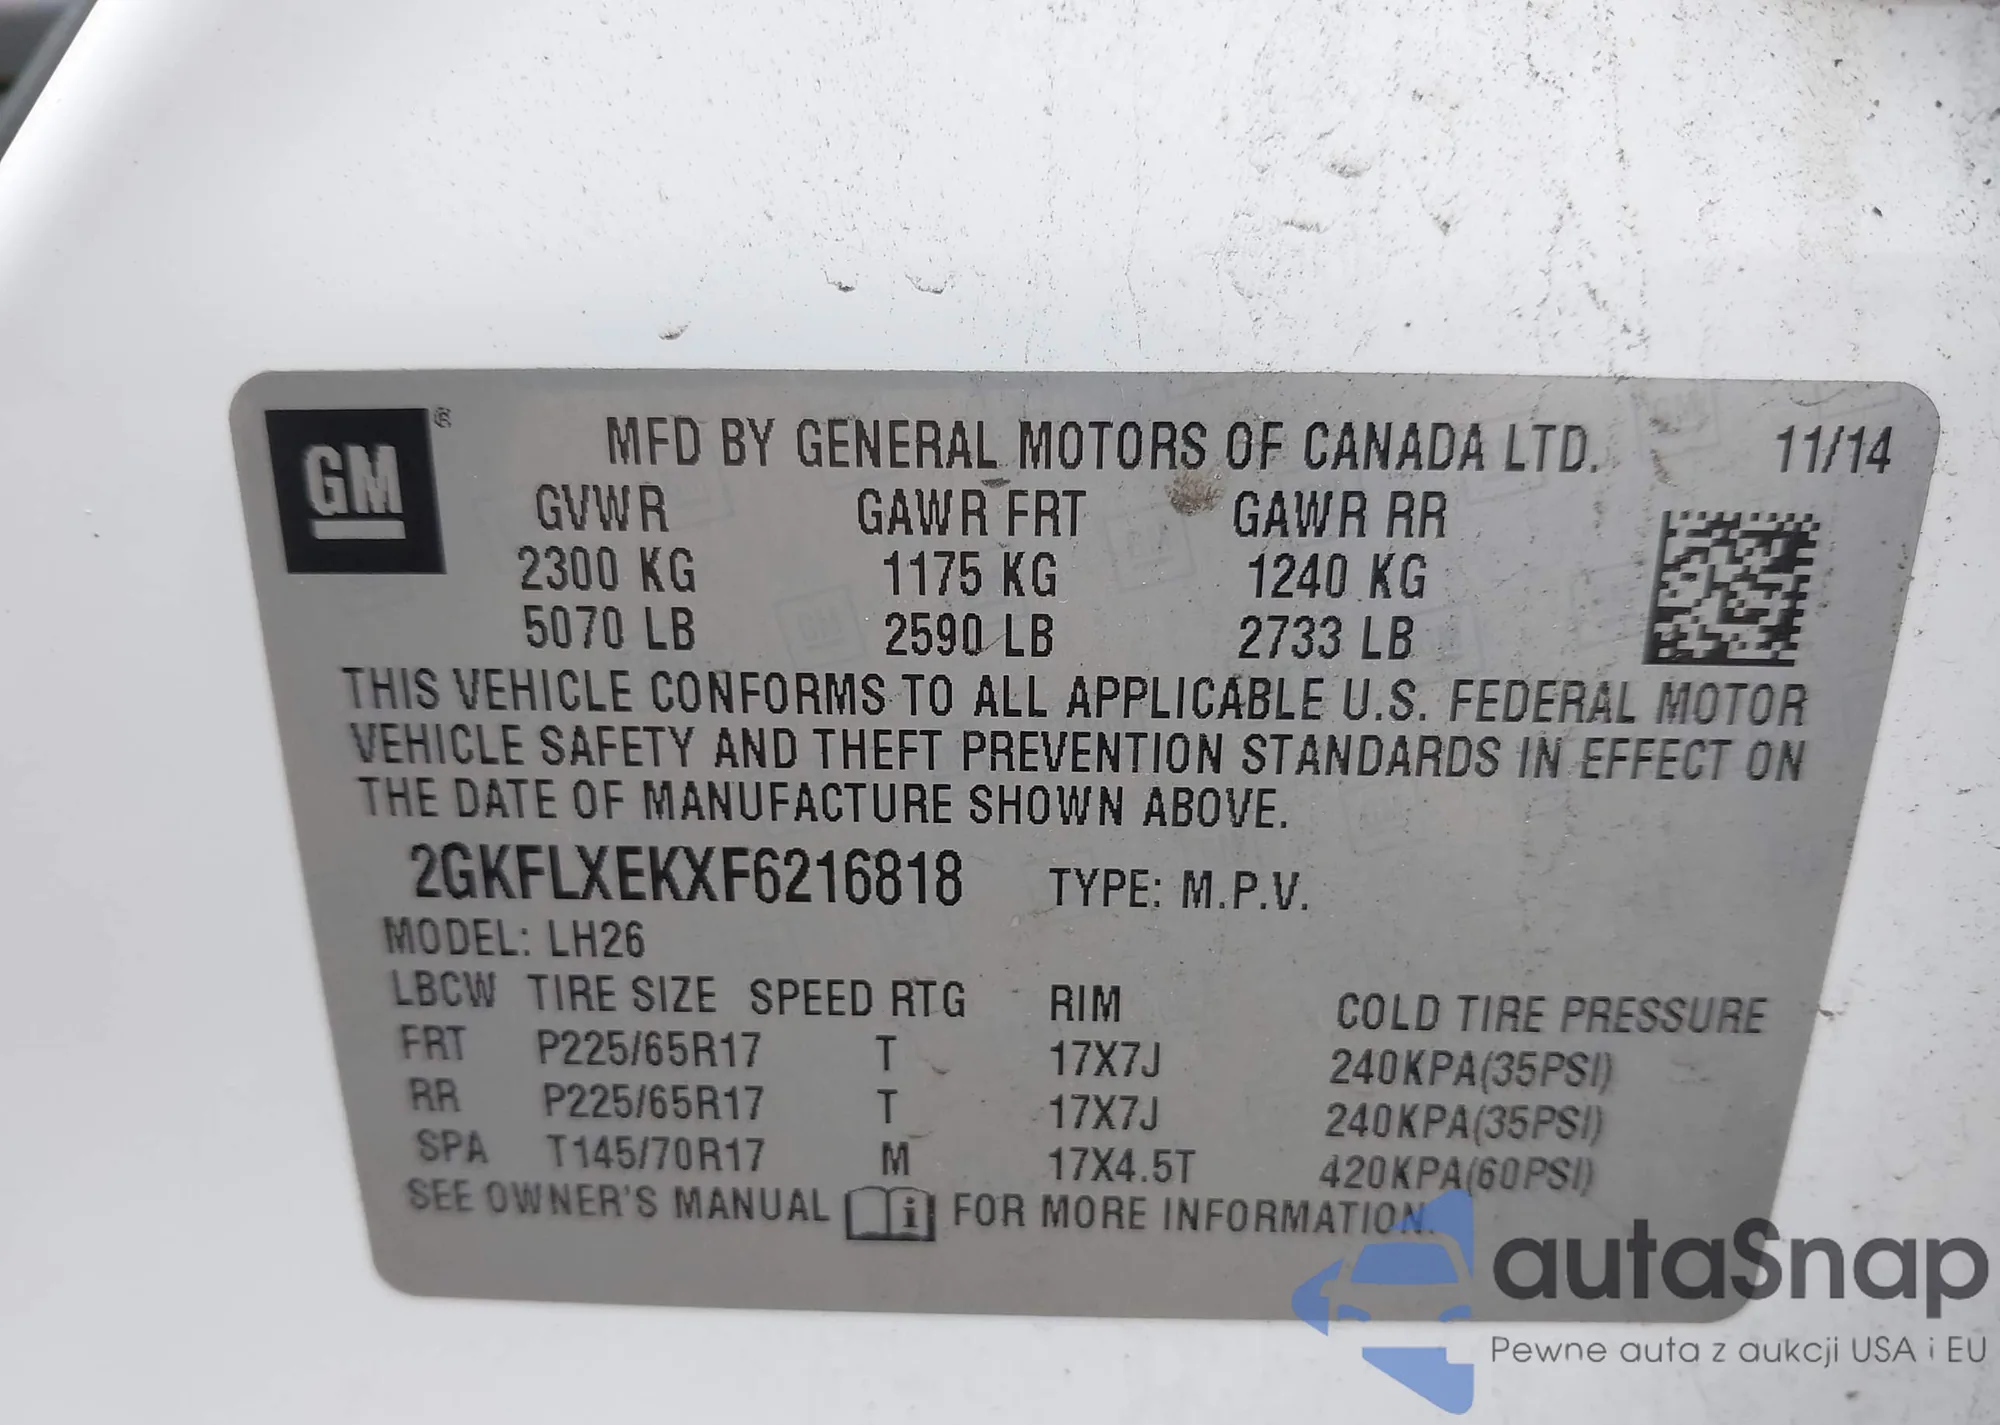 GM®
MFD BY GENERAL MOTORS OF CANADA LTD. 11/14
GVWR GAWR FRT GAWR RR
2300 KG 1175 KG 1240 KG
5070 LB 2590 LB 2733 LB
THIS VEHICLE CONFORMS TO ALL APPLICABLE U.S. FEDERAL MOTOR
VEHICLE SAFETY AND THEFT PREVENTION STANDARDS IN EFFECT ON
THE DATE OF MANUFACTURE SHOWN ABOVE.
2GKFLXEKXF6216818 TYPE: M.P.V.
MODEL: LH26
LBCW TIRE SIZE SPEED RTG RIM COLD TIRE PRESSURE
FRT P225/65R17 T 17X7J 240KPA(35PSI)
RR P225/65R17 T 17X7J 240KPA(35PSI)
SPA T145/70R17 M 17X4.5T 420KPA(60PSI)
SEE OWNER'S MANUAL i FOR MORE INFORMATION.
autaSnap
Pewne auta z aukcji USA i EU